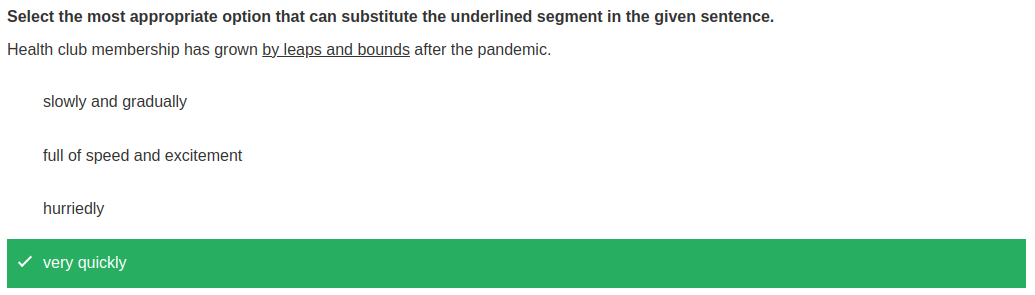 Select the most appropriate option that can substitute the underlined segment in the given sentence.
Health club membership has grown by leaps and bounds after the pandemic.
slowly and gradually
full of speed and excitement
hurriedly
very quickly